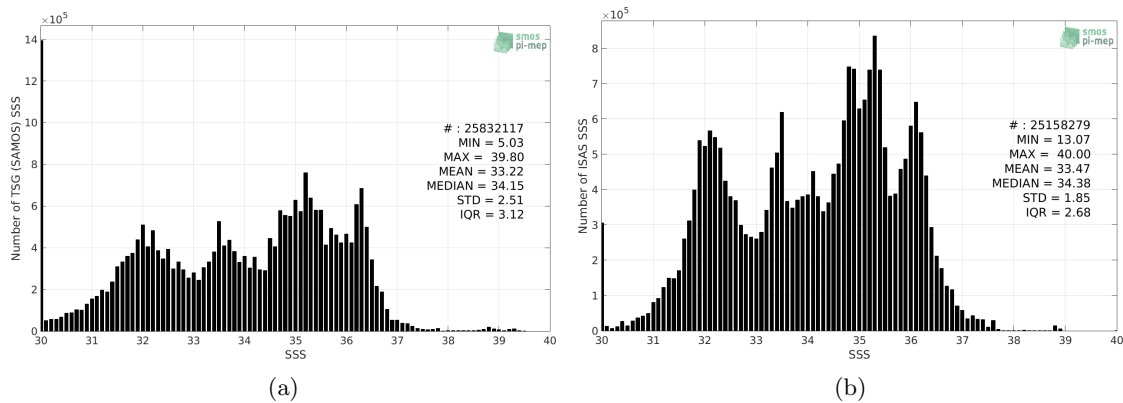 ×10⁵
14
12
10
8
6
4
2
0
30 31 32 33 34 35 36 37 38 39 40
SSS
Number of TSG (SAMOS) SSS
smos
pi-mep
# : 25832117
MIN = 5.03
MAX = 39.80
MEAN = 33.22
MEDIAN = 34.15
STD = 2.51
IQR = 3.12
(a)
×10⁵
8
7
6
5
4
3
2
1
0
30 31 32 33 34 35 36 37 38 39 40
SSS
Number of ISAS SSS
smos
pi-mep
# : 25158279
MIN = 13.07
MAX = 40.00
MEAN = 33.47
MEDIAN = 34.38
STD = 1.85
IQR = 2.68
(b)